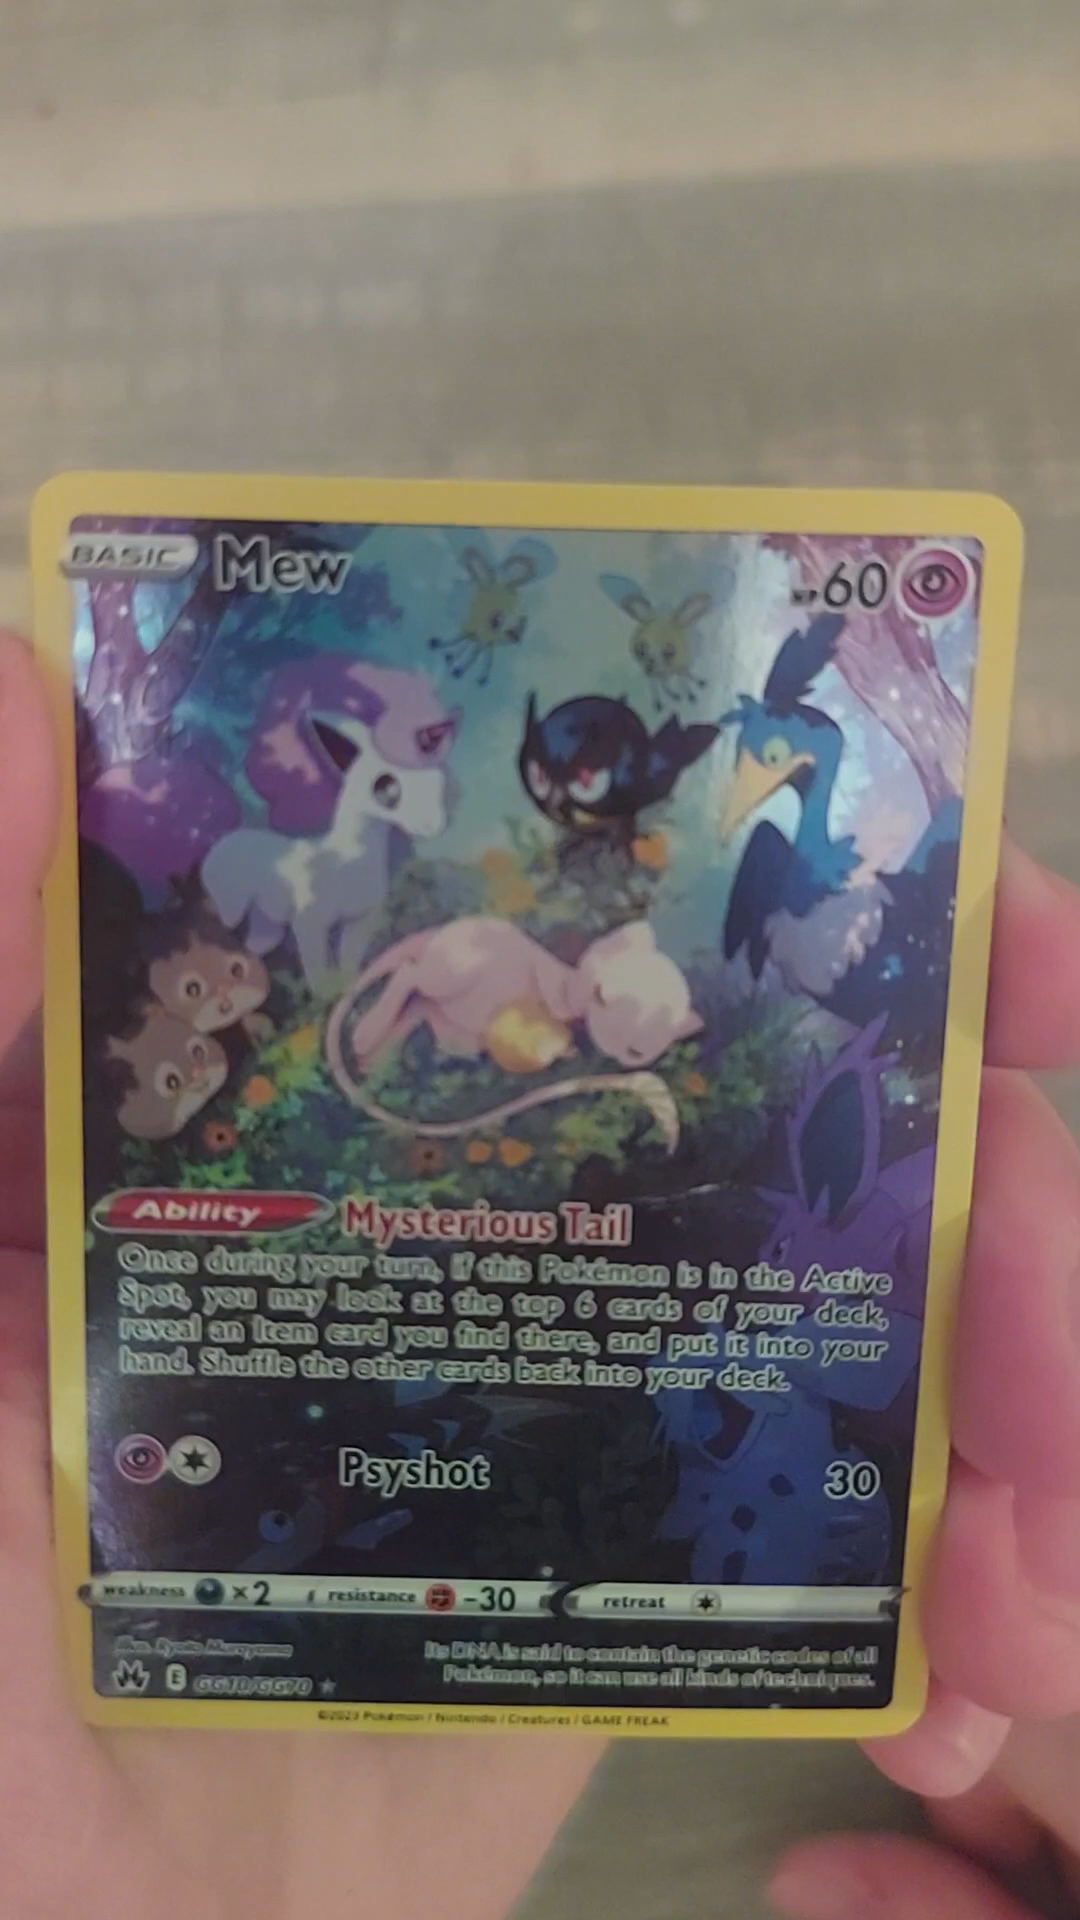 BASIC Mew HP60
Ability Mysterious Tail
Once during your turn, if this Pokémon is in the Active
Spot, you may look at the top 6 cards of your deck,
reveal an Item card you find there, and put it into your
hand. Shuffle the other cards back into your deck.
Psyshot 30
weakness ×2 resistance -30 retreat
illus. Ryota Murayama
Its DNA is said to contain the genetic codes of all
Pokémon, so it can use all kinds of techniques.
E GG10/GG70
©2023 Pokémon / Nintendo / Creatures / GAME FREAK